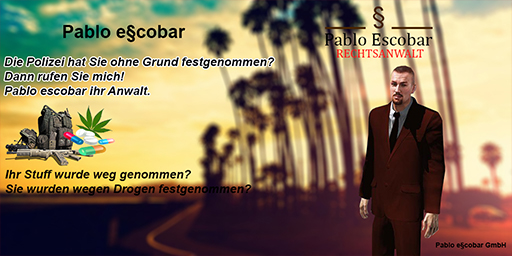 Pablo e§cobar
§
Pablo Escobar
RECHTSANWALT
Die Polizei hat Sie ohne Grund festgenommen?
Dann rufen Sie mich!
Pablo escobar ihr Anwalt.
Ihr Stuff wurde weg genommen?
Sie wurden wegen Drogen festgenommen?
Pablo e§cobar GmbH